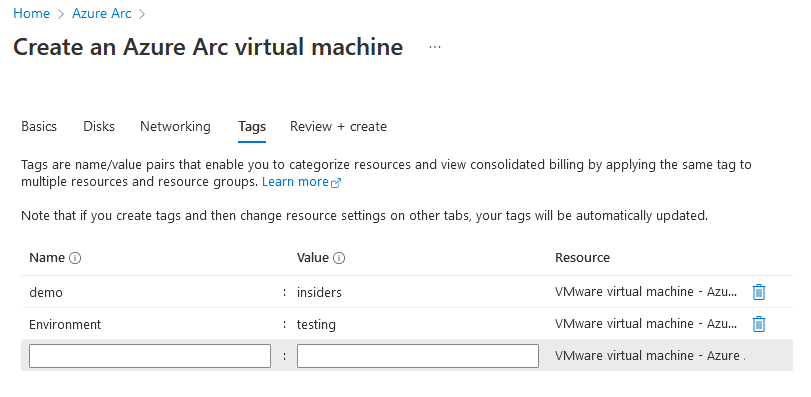 Home > Azure Arc >
Create an Azure Arc virtual machine ...
Basics Disks Networking Tags Review + create
Tags are name/value pairs that enable you to categorize resources and view consolidated billing by applying the same tag to
multiple resources and resource groups. Learn more
Note that if you create tags and then change resource settings on other tabs, your tags will be automatically updated.
Name Value Resource
demo : insiders VMware virtual machine - Azu...
Environment : testing VMware virtual machine - Azu...
: VMware virtual machine - Azure .